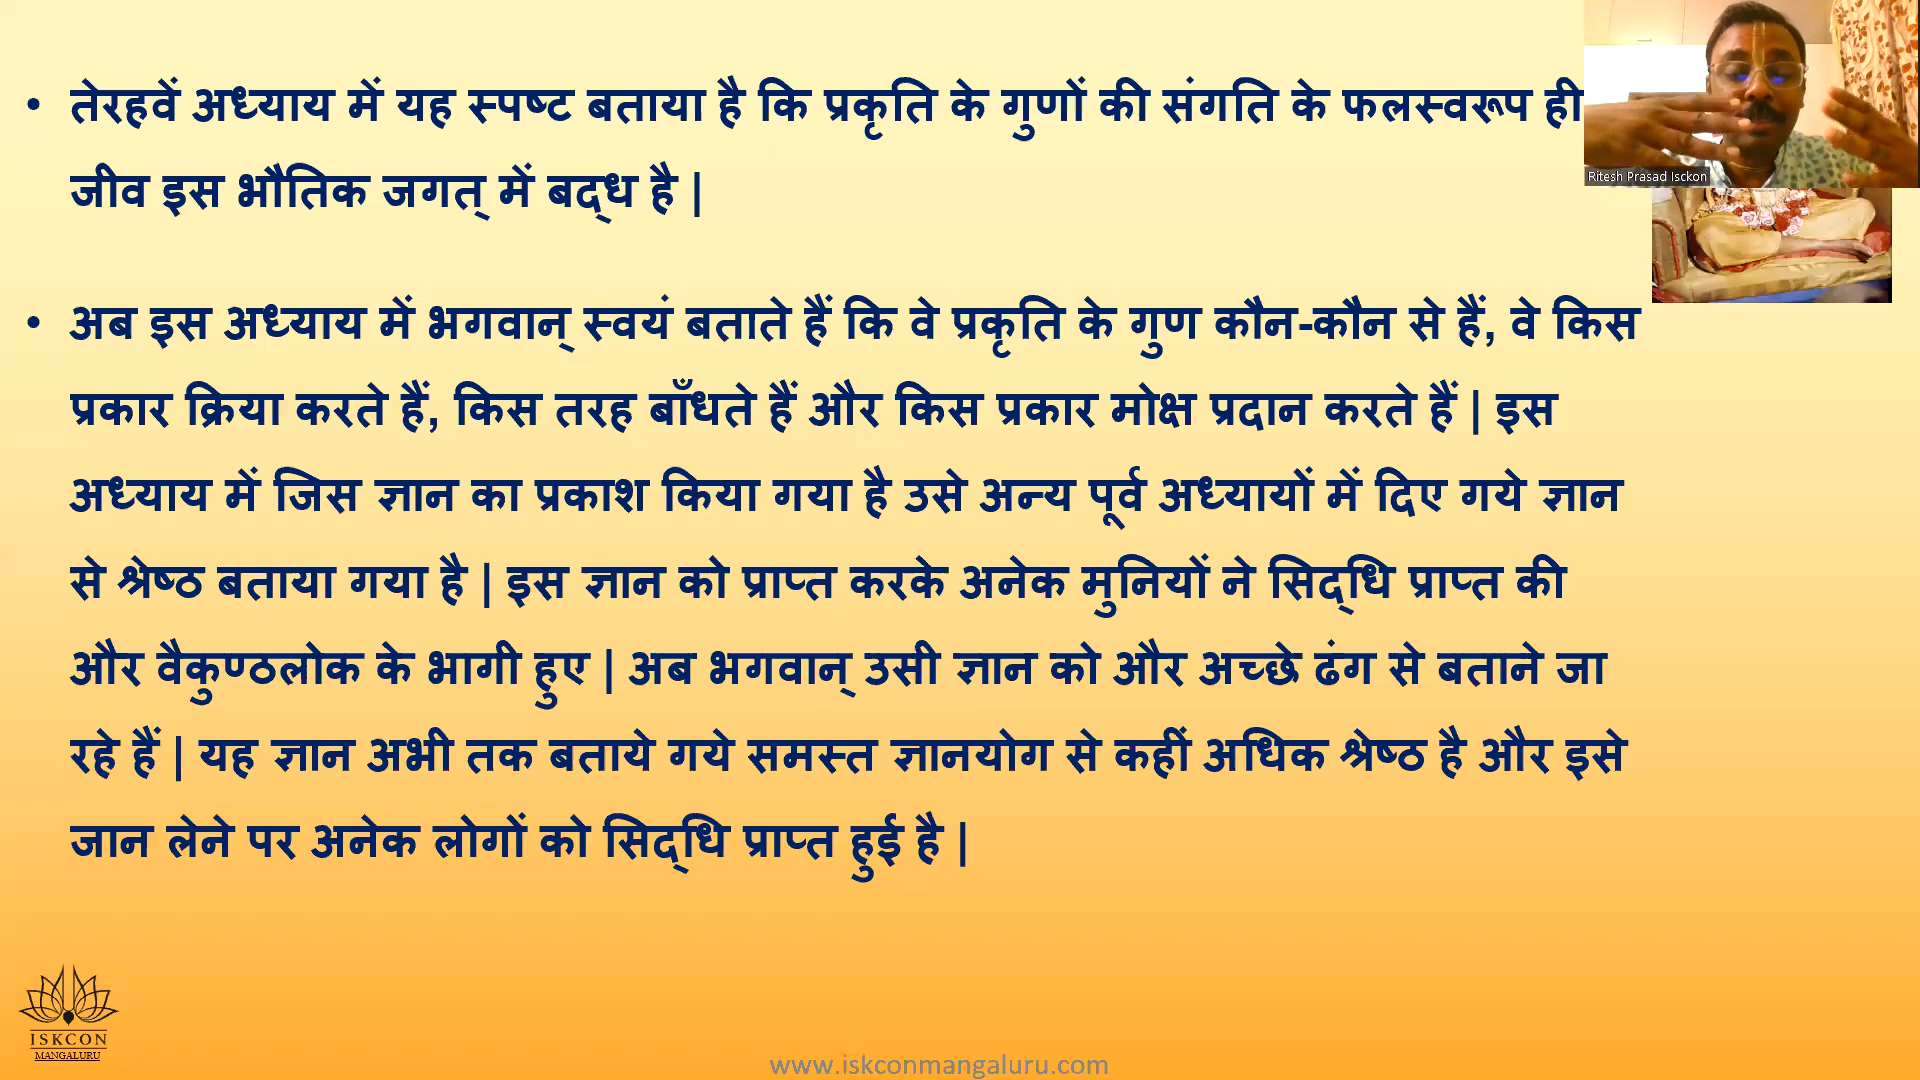 • तेरहवें अध्याय में यह स्पष्ट बताया है कि प्रकृति के गुणों की संगति के फलस्वरूप ही
जीव इस भौतिक जगत् में बद्ध है |
• अब इस अध्याय में भगवान् स्वयं बताते हैं कि वे प्रकृति के गुण कौन-कौन से हैं, वे किस
प्रकार क्रिया करते हैं, किस तरह बाँधते हैं और किस प्रकार मोक्ष प्रदान करते हैं | इस
अध्याय में जिस ज्ञान का प्रकाश किया गया है उसे अन्य पूर्व अध्यायों में दिए गये ज्ञान
से श्रेष्ठ बताया गया है | इस ज्ञान को प्राप्त करके अनेक मुनियों ने सिद्धि प्राप्त की
और वैकुण्ठलोक के भागी हुए | अब भगवान् उसी ज्ञान को और अच्छे ढंग से बताने जा
रहे हैं | यह ज्ञान अभी तक बताये गये समस्त ज्ञानयोग से कहीं अधिक श्रेष्ठ है और इसे
जान लेने पर अनेक लोगों को सिद्धि प्राप्त हुई है |
Ritesh Prasad Isckon
ISKCON
MANGALURU
www.iskconmangaluru.com